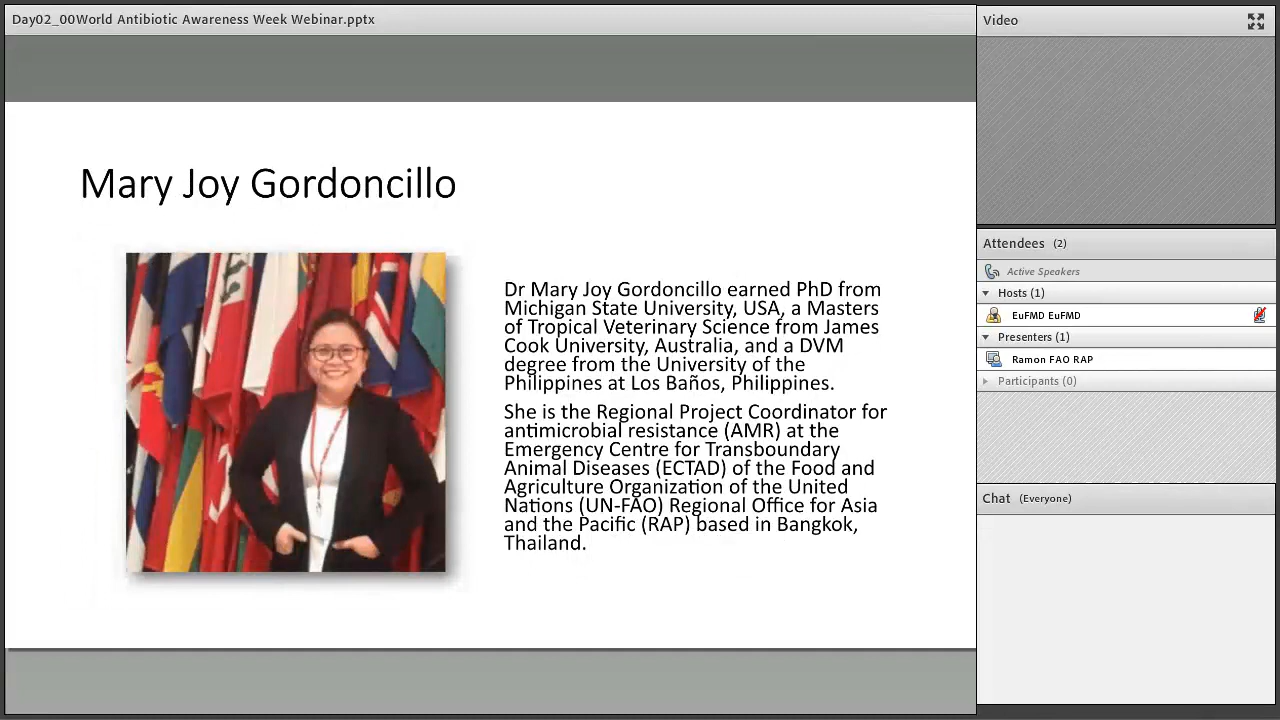 Day02_00World Antibiotic Awareness Week Webinar.pptx
Mary Joy Gordoncillo
Dr Mary Joy Gordoncillo earned PhD from
Michigan State University, USA, a Masters
of Tropical Veterinary Science from James
Cook University, Australia, and a DVM
degree from the University of the
Philippines at Los Baños, Philippines.
She is the Regional Project Coordinator for
antimicrobial resistance (AMR) at the
Emergency Centre for Transboundary
Animal Diseases (ECTAD) of the Food and
Agriculture Organization of the United
Nations (UN-FAO) Regional Office for Asia
and the Pacific (RAP) based in Bangkok,
Thailand.
Video
Attendees (2)
Active Speakers
Hosts (1)
EuFMD EuFMD
Presenters (1)
Ramon FAO RAP
Participants (0)
Chat (Everyone)